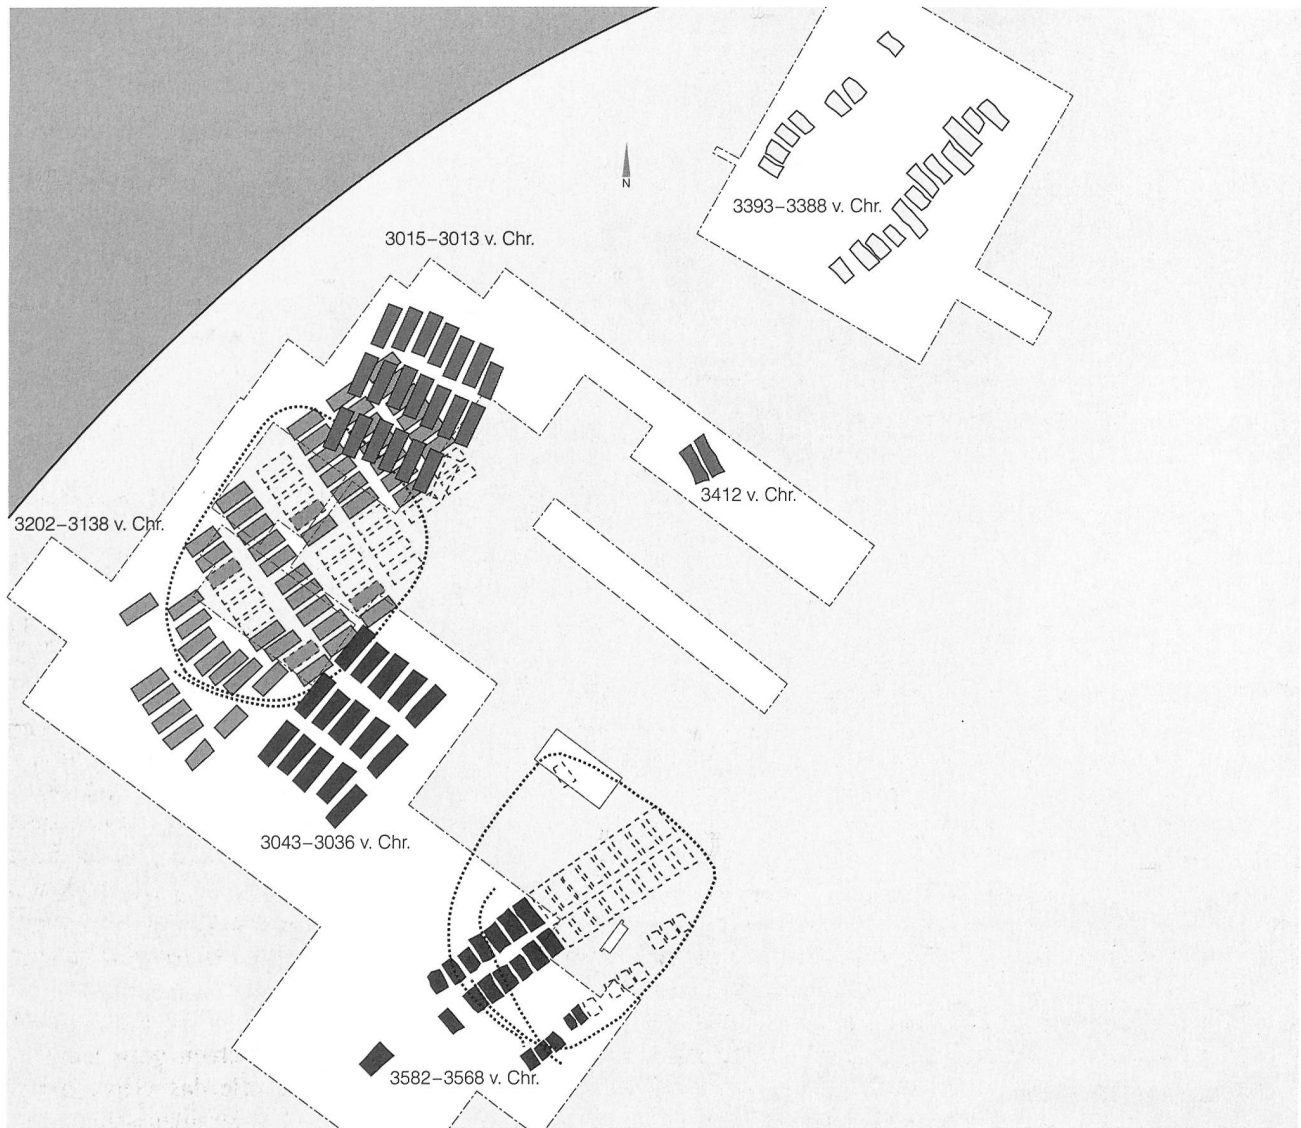 3393–3388 v. Chr.
N
3015–3013 v. Chr.
3412 v. Chr.
3202–3138 v. Chr.
3043–3036 v. Chr.
3582–3568 v. Chr.